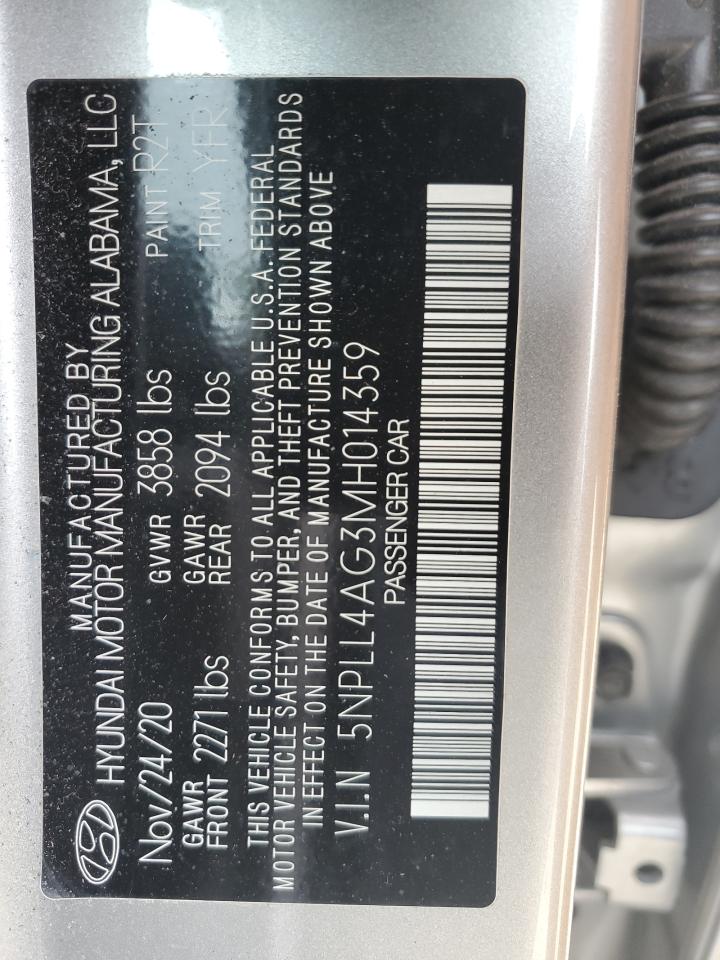 MANUFACTURED BY
HYUNDAI MOTOR MANUFACTURING ALABAMA, LLC
Nov/24/20 GVWR 3858 lbs PAINT R2T
GAWR FRONT 2271 lbs GAWR REAR 2094 lbs TRIM YFR
THIS VEHICLE CONFORMS TO ALL APPLICABLE U.S.A. FEDERAL
MOTOR VEHICLE SAFETY, BUMPER, AND THEFT PREVENTION STANDARDS
IN EFFECT ON THE DATE OF MANUFACTURE SHOWN ABOVE
V.I.N 5NPLL4AG3MH014359
PASSENGER CAR